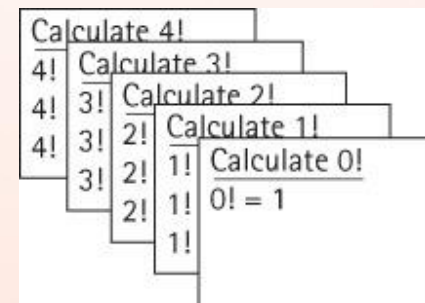 Calculate 4!
4!
4!
4!
Calculate 3!
3!
3!
3!
Calculate 2!
2!
2!
2!
Calculate 1!
1!
1!
1!
Calculate 0!
0! = 1